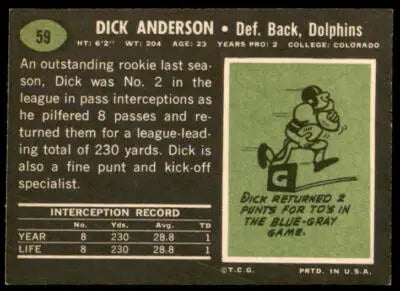 59
DICK ANDERSON • Def. Back, Dolphins
HT: 6'2" WT: 204 AGE: 23 YEARS PRO: 2 COLLEGE: COLORADO
An outstanding rookie last sea-
son, Dick was No. 2 in the
league in pass interceptions as
he pilfered 8 passes and re-
turned them for a league-lead-
ing total of 230 yards. Dick is
also a fine punt and kick-off
specialist.
INTERCEPTION RECORD
No. Yds. Avg. TD
YEAR 8 230 28.8 1
LIFE 8 230 28.8 1
G
DICK RETURNED 2
PUNTS FOR TD'S IN
THE BLUE-GRAY
GAME.
©T.C.G. PRTD. IN U.S.A.